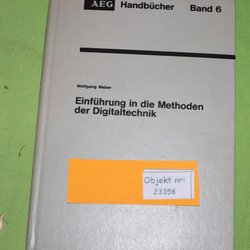 AEG Handbücher Band 6
Wolfgang Weber
Einführung in die Methoden
der Digitaltechnik
Objekt nr:
23358